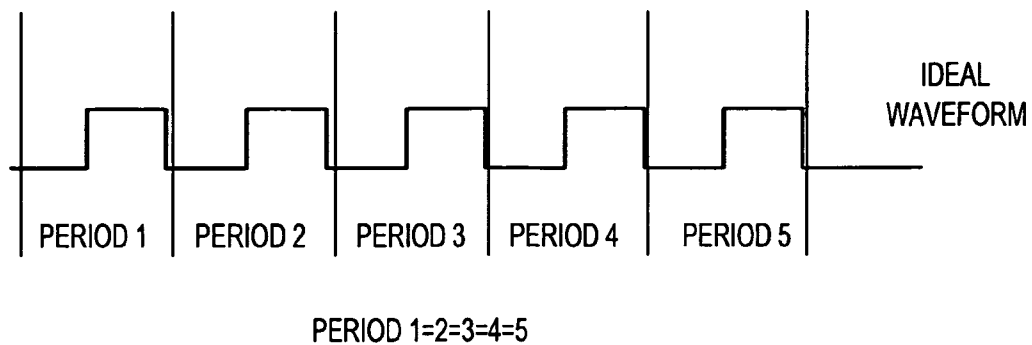 IDEAL
WAVEFORM
PERIOD 1 PERIOD 2 PERIOD 3 PERIOD 4 PERIOD 5
PERIOD 1=2=3=4=5